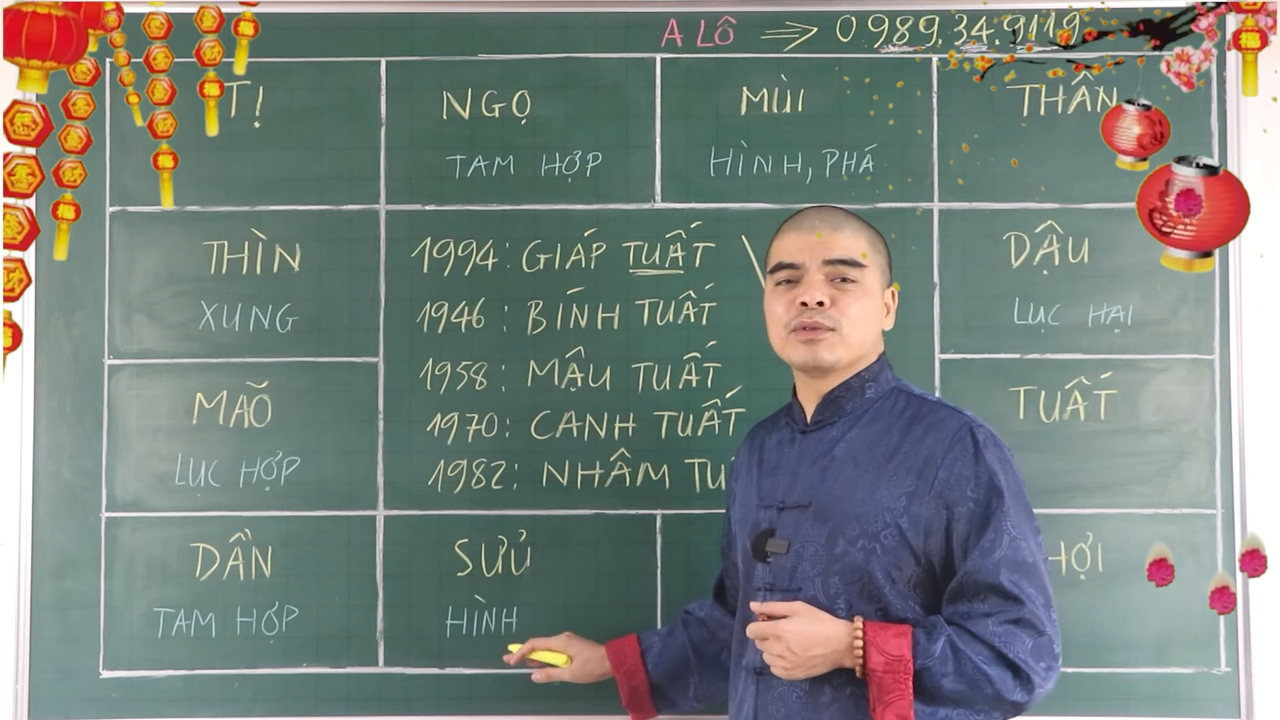 A LÔ ⇒ 0989.34.9119
TỊ
NGỌ
TAM HỢP
MÙI
HÌNH, PHÁ
THÂN
THÌN
XUNG
1994: GIÁP TUẤT
1946: BÍNH TUẤT
1958: MẬU TUẤT
1970: CANH TUẤT
1982: NHÂM TU
DẬU
LỤC HẠI
MÃO
LỤC HỢP
TUẤT
DẦN
TAM HỢP
SỬU
HÌNH
HỢI